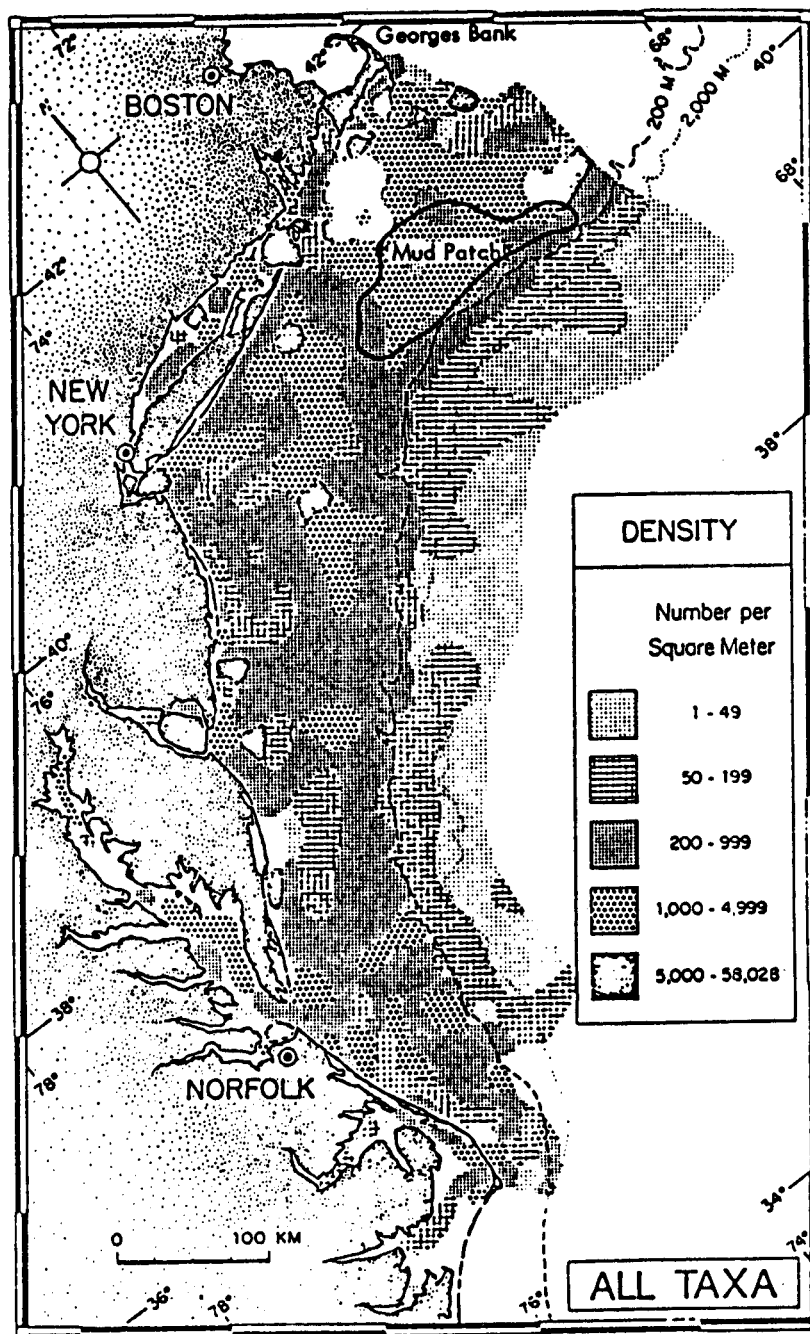 72°
Georges Bank
42°
68°
40°
200 M
2,000 M
BOSTON
N
68°
42°
Mud Patch
74°
NEW
YORK
38°
DENSITY
Number per
Square Meter
1 - 49
50 - 199
200 - 999
1,000 - 4,999
5,000 - 58,028
40°
76°
38°
78°
NORFOLK
34°
0 100 KM
74°
ALL TAXA
36°
78°
76°